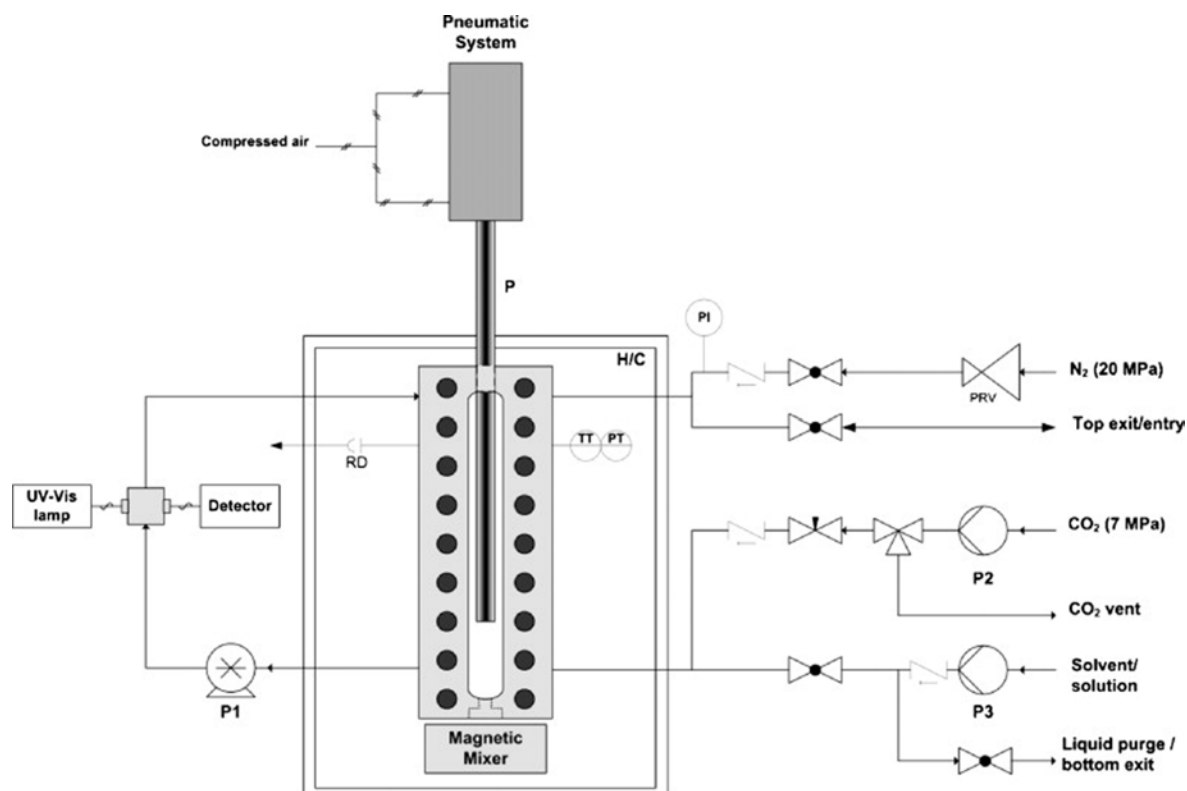 Pneumatic
System
Compressed air
P
H/C
PI
N₂ (20 MPa)
PRV
Top exit/entry
TT
PT
RD
UV-Vis
lamp
Detector
CO₂ (7 MPa)
P2
CO₂ vent
P1
Solvent/
solution
P3
Magnetic
Mixer
Liquid purge /
bottom exit